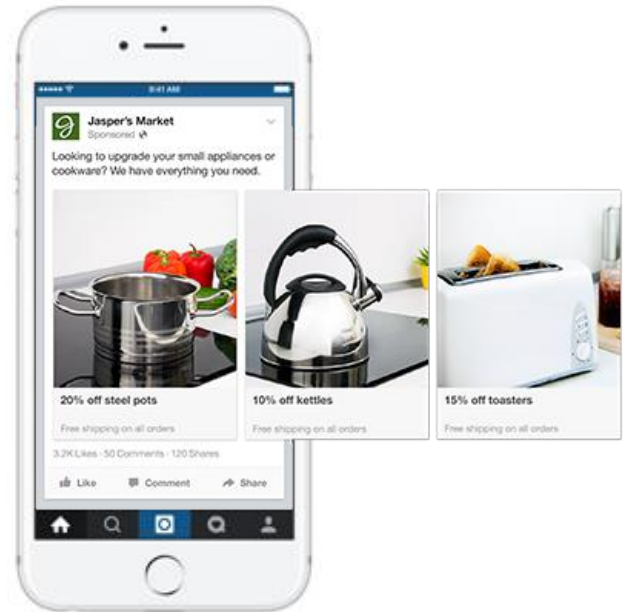 9:41 AM
Jasper's Market
Sponsored
Looking to upgrade your small appliances or
cookware? We have everything you need.
20% off steel pots
Free shipping on all orders
10% off kettles
Free shipping on all orders
15% off toasters
Free shipping on all orders
3.2K Likes · 50 Comments · 120 Shares
Like
Comment
Share